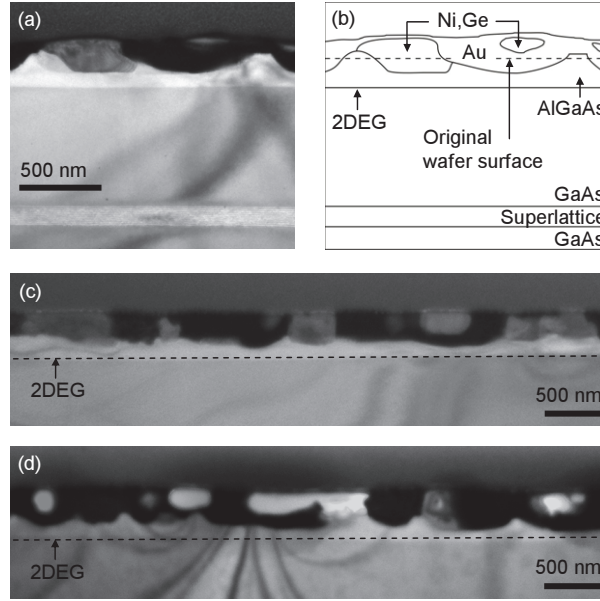 (a)
500 nm
(b)
Ni,Ge
Au
2DEG
AlGaAs
Original
wafer surface
GaAs
Superlattice
GaAs
(c)
2DEG
500 nm
(d)
2DEG
500 nm